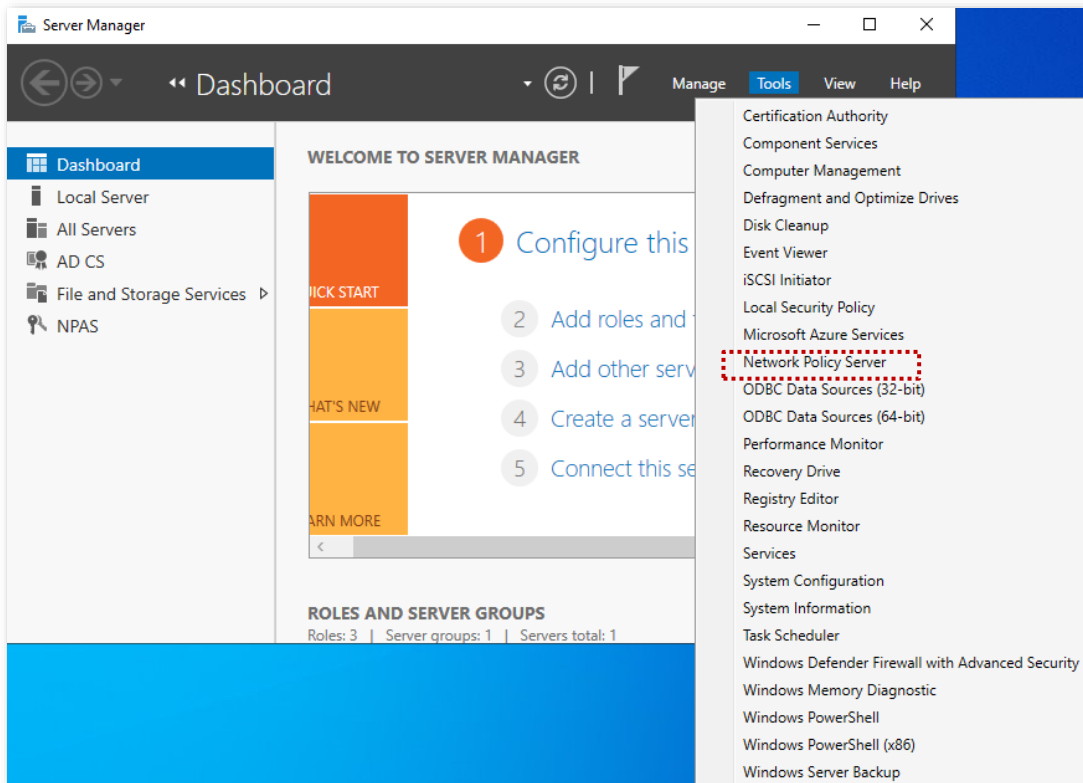 Server Manager
Dashboard
Manage Tools View Help
Dashboard
Local Server
All Servers
AD CS
File and Storage Services
NPAS
WELCOME TO SERVER MANAGER
UICK START
HAT'S NEW
ARN MORE
1 Configure this
2 Add roles and f
3 Add other serv
4 Create a server
5 Connect this se
ROLES AND SERVER GROUPS
Roles: 3 | Server groups: 1 | Servers total: 1
Certification Authority
Component Services
Computer Management
Defragment and Optimize Drives
Disk Cleanup
Event Viewer
iSCSI Initiator
Local Security Policy
Microsoft Azure Services
Network Policy Server
ODBC Data Sources (32-bit)
ODBC Data Sources (64-bit)
Performance Monitor
Recovery Drive
Registry Editor
Resource Monitor
Services
System Configuration
System Information
Task Scheduler
Windows Defender Firewall with Advanced Security
Windows Memory Diagnostic
Windows PowerShell
Windows PowerShell (x86)
Windows Server Backup